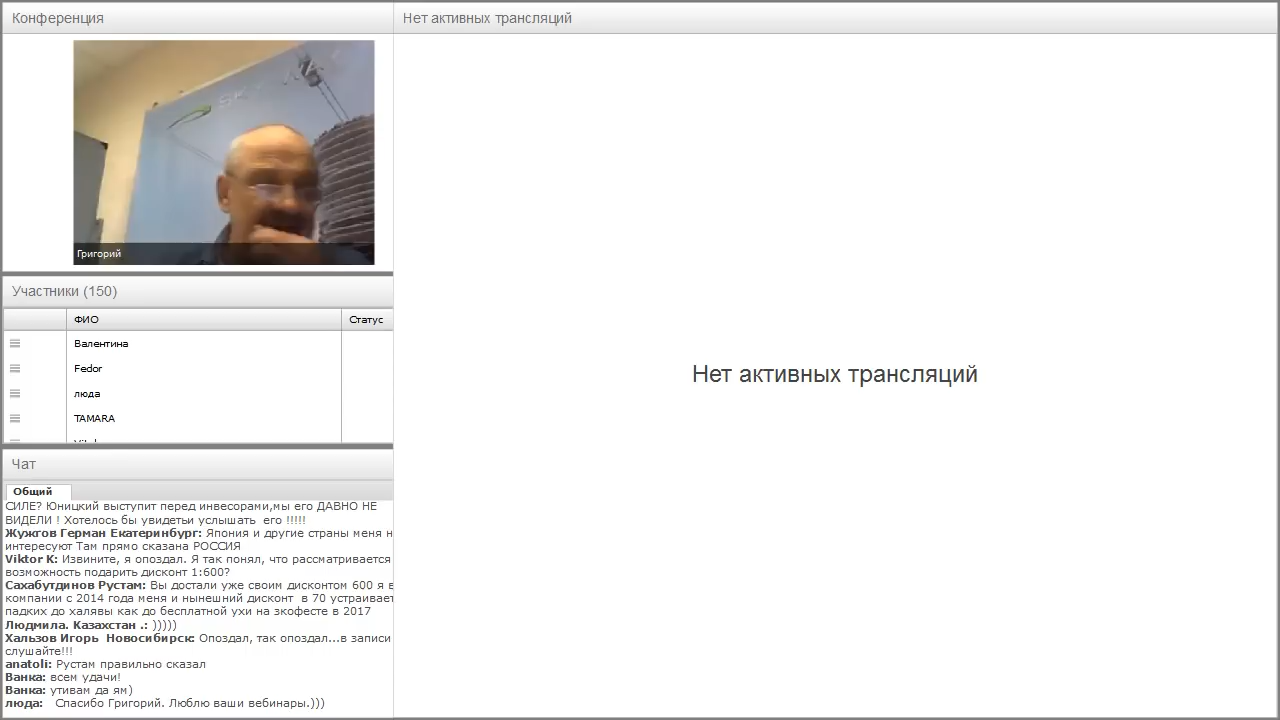 Конференция
Нет активных трансляций
SKY WAY
Григорий
Участники (150)
ФИО
Статус
Валентина
Fedor
люда
TAMARA
Нет активных трансляций
Чат
Общий
СИЛЕ? Юницкий выступит перед инвесорами,мы его ДАВНО НЕ
ВИДЕЛИ ! Хотелось бы увидетьи услышать его !!!!!
Жужгов Герман Екатеринбург: Япония и другие страны меня н
интересуют Там прямо сказана РОССИЯ
Viktor K: Извините, я опоздал. Я так понял, что рассматривается
возможность подарить дисконт 1:600?
Сахабутдинов Рустам: Вы достали уже своим дисконтом 600 я в
компании с 2014 года меня и нынешний дисконт в 70 устраивает
падких до халявы как до бесплатной ухи на экофесте в 2017
Людмила. Казахстан .: )))))
Хальзов Игорь Новосибирск: Опоздал, так опоздал...в записи
слушайте!!!
anatoli: Рустам правильно сказал
Ванка: всем удачи!
Ванка: утивам да ям)
люда: Спасибо Григорий. Люблю ваши вебинары.)))